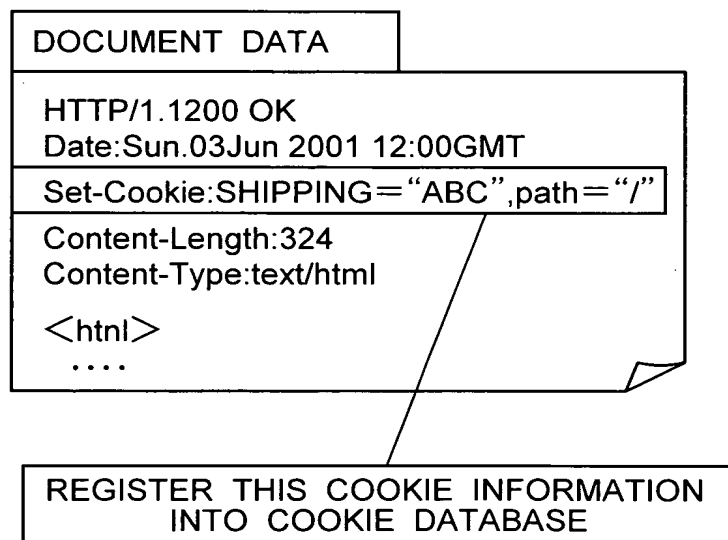 DOCUMENT DATA
HTTP/1.1200 OK
Date:Sun.03Jun 2001 12:00GMT
Set-Cookie:SHIPPING＝“ABC”,path＝“/”
Content-Length:324
Content-Type:text/html
＜htnl＞
....
REGISTER THIS COOKIE INFORMATION
INTO COOKIE DATABASE